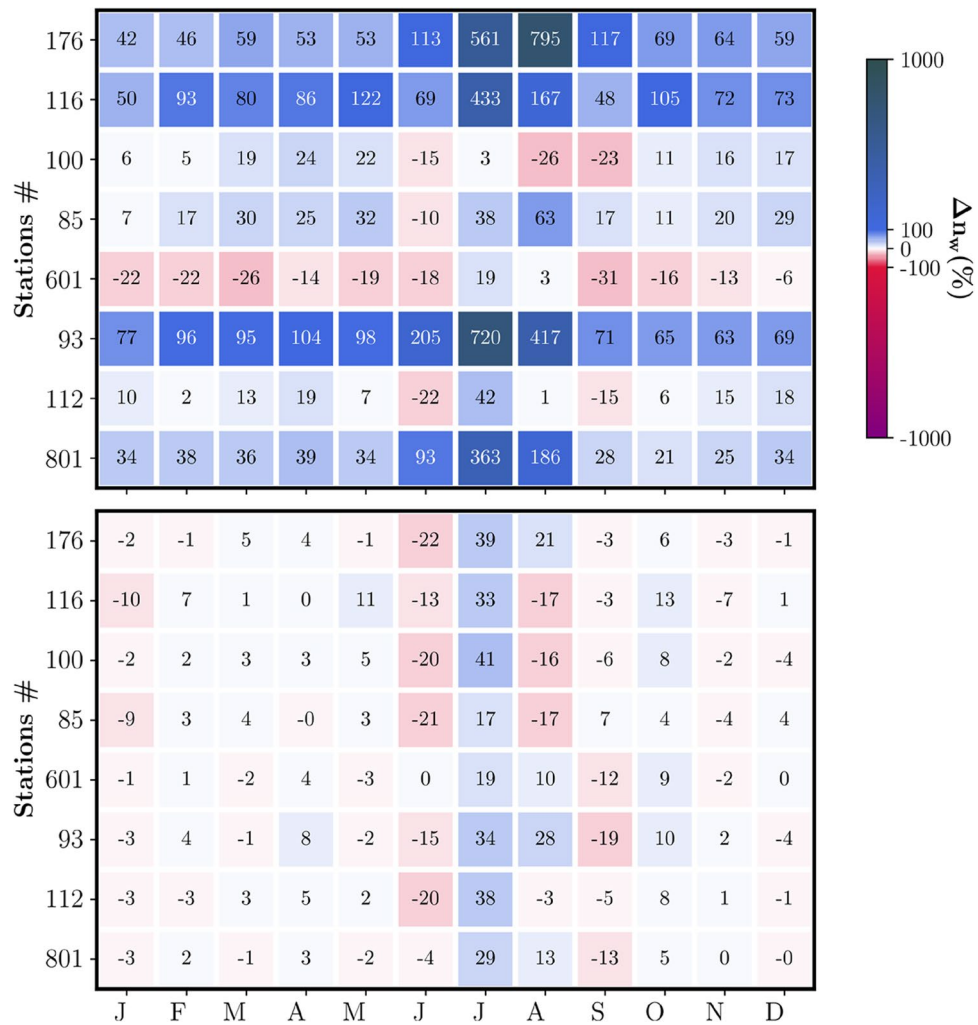 176 42 46 59 53 53 113 561 795 117 69 64 59
116 50 93 80 86 122 69 433 167 48 105 72 73
100 6 5 19 24 22 -15 3 -26 -23 11 16 17
85 7 17 30 25 32 -10 38 63 17 11 20 29
601 -22 -22 -26 -14 -19 -18 19 3 -31 -16 -13 -6
93 77 96 95 104 98 205 720 417 71 65 63 69
112 10 2 13 19 7 -22 42 1 -15 6 15 18
801 34 38 36 39 34 93 363 186 28 21 25 34
Stations #
1000
100
0
-100
-1000
Δn_w (%)
176 -2 -1 5 4 -1 -22 39 21 -3 6 -3 -1
116 -10 7 1 0 11 -13 33 -17 -3 13 -7 1
100 -2 2 3 3 5 -20 41 -16 -6 8 -2 -4
85 -9 3 4 -0 3 -21 17 -17 7 4 -4 4
601 -1 1 -2 4 -3 0 19 10 -12 9 -2 0
93 -3 4 -1 8 -2 -15 34 28 -19 10 2 -4
112 -3 -3 3 5 2 -20 38 -3 -5 8 1 -1
801 -3 2 -1 3 -2 -4 29 13 -13 5 0 -0
Stations #
J F M A M J J A S O N D